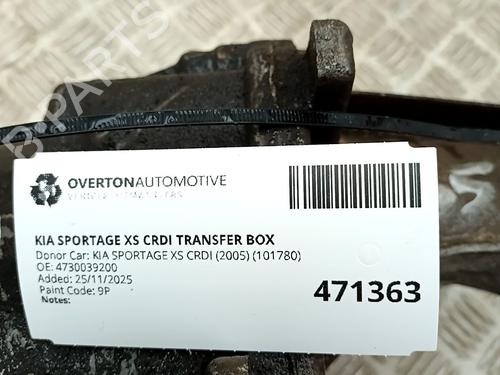 OVERTONAUTOMOTIVE
KIA SPORTAGE XS CRDI TRANSFER BOX
Donor Car: KIA SPORTAGE XS CRDI (2005) (101780)
OE: 4730039200
Added: 25/11/2025
Paint Code: 9P
Notes:
471363
B-PARTS